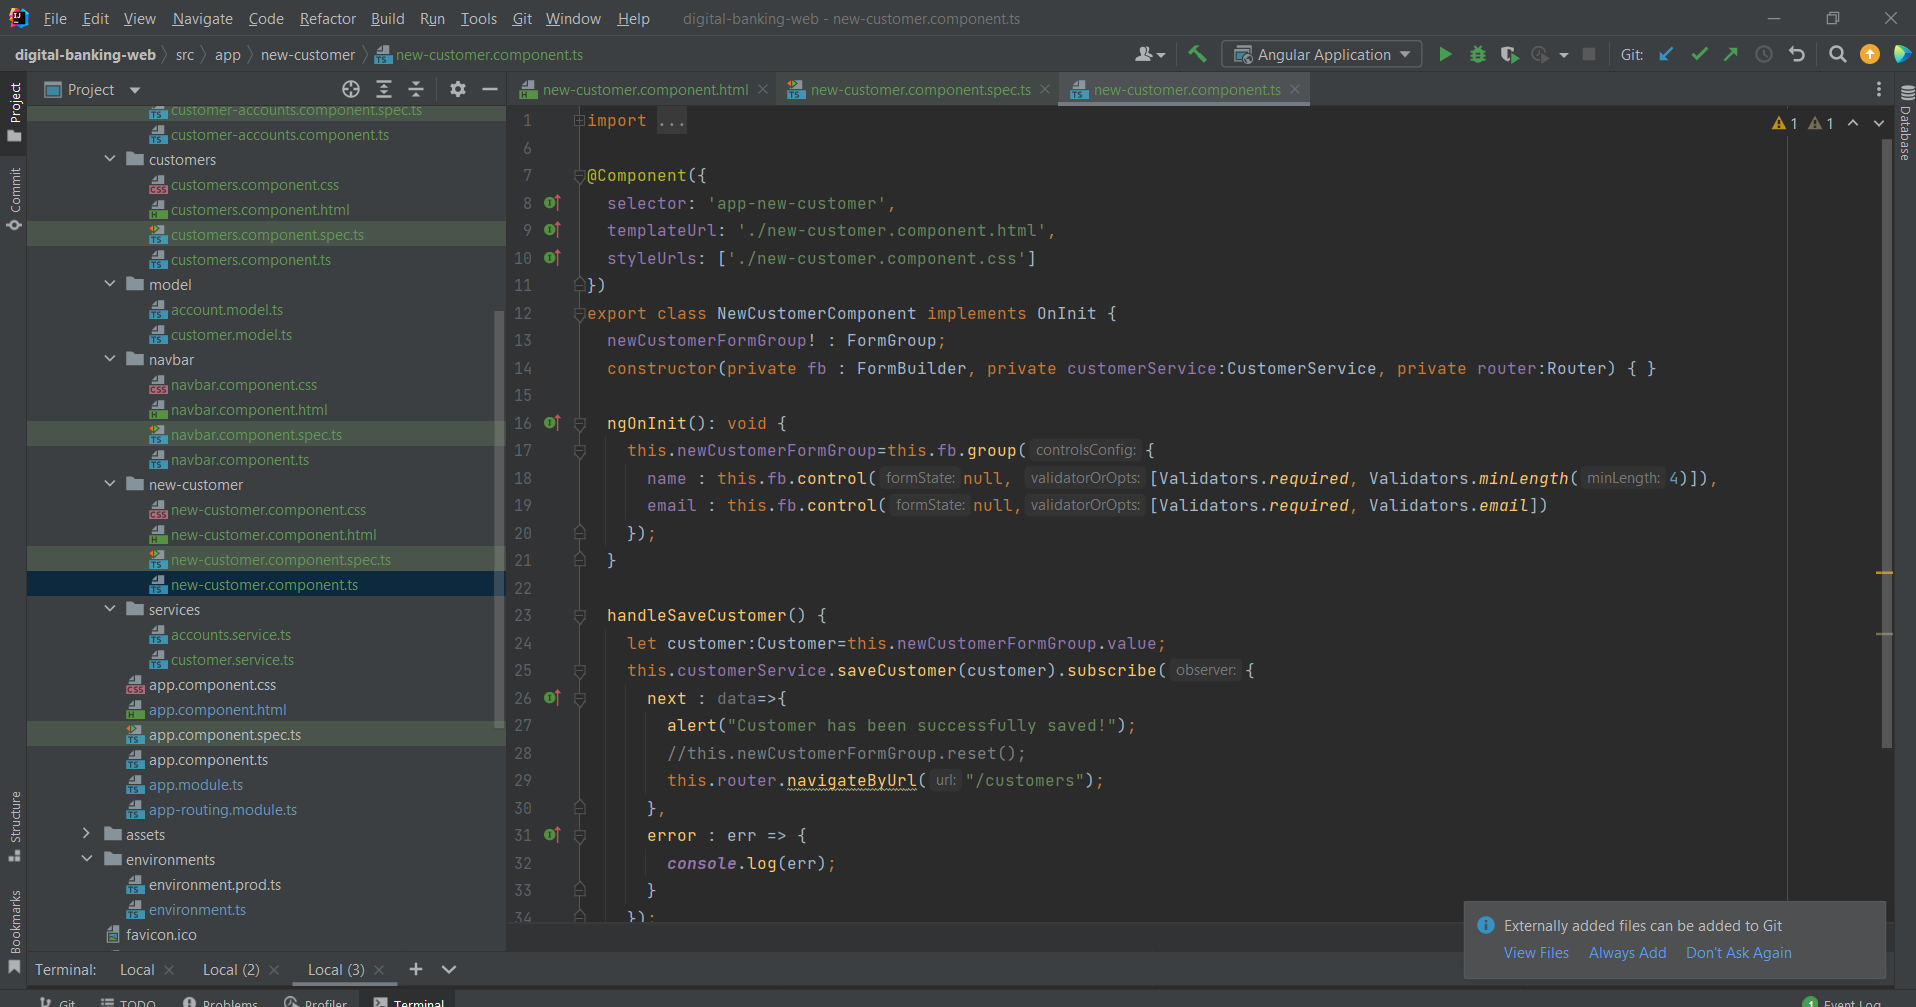 File Edit View Navigate Code Refactor Build Run Tools Git Window Help digital-banking-web - new-customer.component.ts
digital-banking-web src app new-customer new-customer.component.ts Angular Application Git:
Project
Commit
Structure
Bookmarks
Project
customer-accounts.component.spec.ts
customer-accounts.component.ts
customers
customers.component.css
customers.component.html
customers.component.spec.ts
customers.component.ts
model
account.model.ts
customer.model.ts
navbar
navbar.component.css
navbar.component.html
navbar.component.spec.ts
navbar.component.ts
new-customer
new-customer.component.css
new-customer.component.html
new-customer.component.spec.ts
new-customer.component.ts
services
accounts.service.ts
customer.service.ts
app.component.css
app.component.html
app.component.spec.ts
app.component.ts
app.module.ts
app-routing.module.ts
assets
environments
environment.prod.ts
environment.ts
favicon.ico
new-customer.component.html new-customer.component.spec.ts new-customer.component.ts
1 1
Database
1 import ...
6
7 @Component({
8 selector: 'app-new-customer',
9 templateUrl: './new-customer.component.html',
10 styleUrls: ['./new-customer.component.css']
11 })
12 export class NewCustomerComponent implements OnInit {
13 newCustomerFormGroup! : FormGroup;
14 constructor(private fb : FormBuilder, private customerService:CustomerService, private router:Router) { }
15
16 ngOnInit(): void {
17 this.newCustomerFormGroup=this.fb.group( controlsConfig: {
18 name : this.fb.control( formState: null, validatorOrOpts: [Validators.required, Validators.minLength( minLength: 4)]),
19 email : this.fb.control( formState: null, validatorOrOpts: [Validators.required, Validators.email])
20 });
21 }
22
23 handleSaveCustomer() {
24 let customer:Customer=this.newCustomerFormGroup.value;
25 this.customerService.saveCustomer(customer).subscribe( observer: {
26 next : data=>{
27 alert("Customer has been successfully saved!");
28 //this.newCustomerFormGroup.reset();
29 this.router.navigateByUrl( url: "/customers");
30 },
31 error : err => {
32 console.log(err);
33 }
34 });
Externally added files can be added to Git
View Files Always Add Don't Ask Again
Terminal: Local Local (2) Local (3)
Git TODO Problems Profiler Terminal 1 Event Log